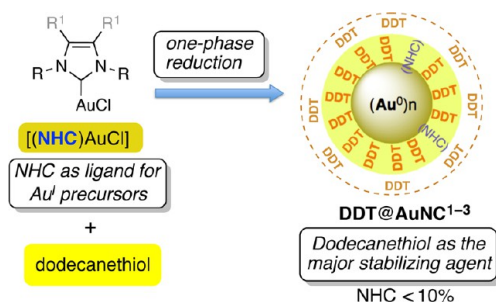 R¹ R¹
R-N N-R
AuCl
[(NHC)AuCl]
NHC as ligand for
Auᴵ precursors
+
dodecanethiol
one-phase
reduction
DDT DDT DDT DDT DDT DDT DDT DDT
DDT DDT DDT DDT DDT DDT DDT DDT DDT DDT
(NHC)
(Au⁰)n
(NHC)
DDT@AuNC¹⁻³
Dodecanethiol as the
major stabilizing agent
NHC < 10%